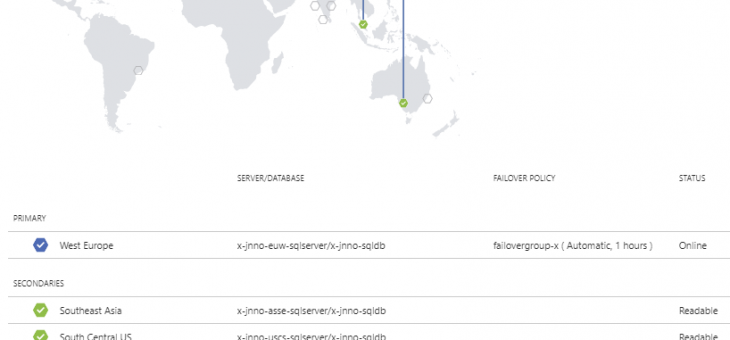 SERVER/DATABASE FAILOVER POLICY STATUS
PRIMARY
West Europe x-jnno-euw-sqlserver/x-jnno-sqldb failovergroup-x ( Automatic, 1 hours ) Online
SECONDARIES
Southeast Asia x-jnno-asse-sqlserver/x-jnno-sqldb Readable
South Central US x-jnno-uscs-sqlserver/x-jnno-sqldb Readable